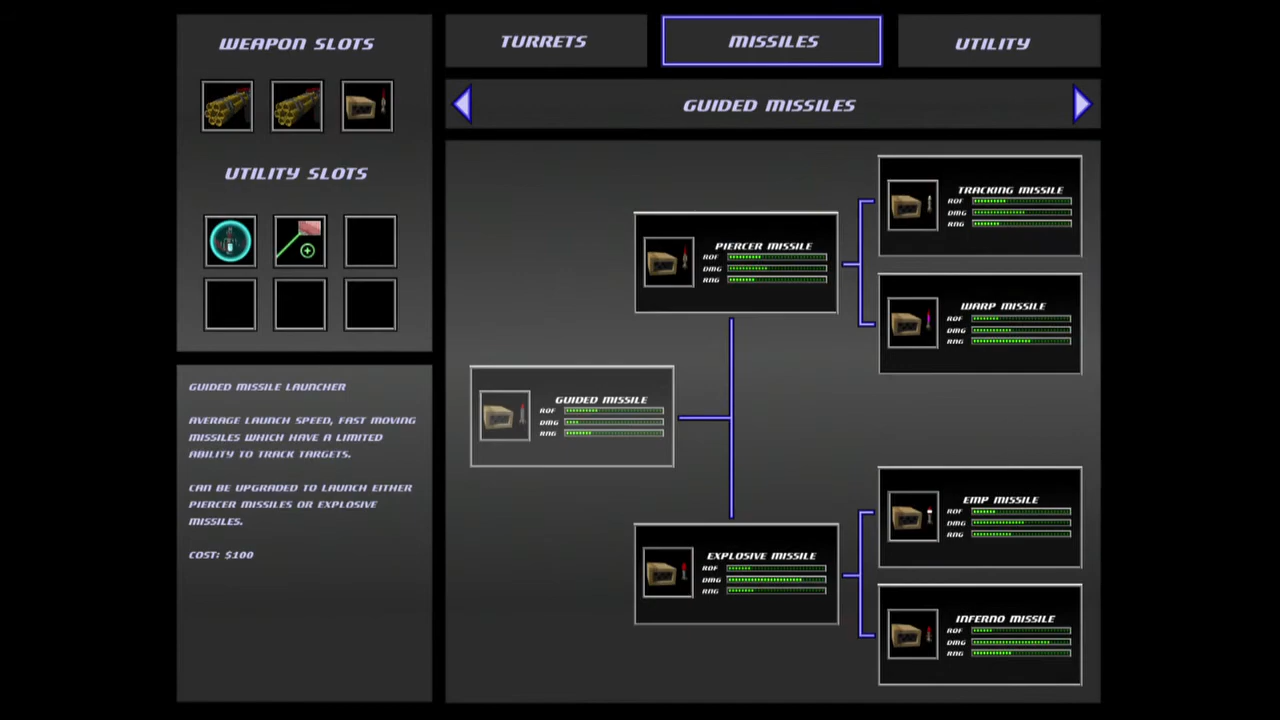 WEAPON SLOTS
UTILITY SLOTS
GUIDED MISSILE LAUNCHER
AVERAGE LAUNCH SPEED, FAST MOVING
MISSILES WHICH HAVE A LIMITED
ABILITY TO TRACK TARGETS.
CAN BE UPGRADED TO LAUNCH EITHER
PIERCER MISSILES OR EXPLOSIVE
MISSILES.
COST: $100
TURRETS
MISSILES
UTILITY
GUIDED MISSILES
GUIDED MISSILE
ROF
DMG
RNG
PIERCER MISSILE
ROF
DMG
RNG
EXPLOSIVE MISSILE
ROF
DMG
RNG
TRACKING MISSILE
ROF
DMG
RNG
WARP MISSILE
ROF
DMG
RNG
EMP MISSILE
ROF
DMG
RNG
INFERNO MISSILE
ROF
DMG
RNG